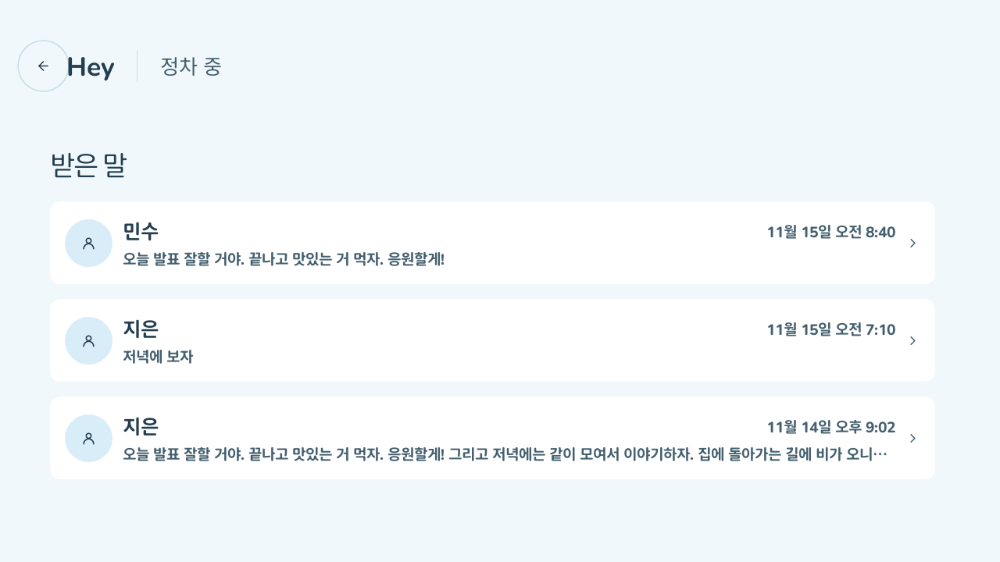 Hey
정차 중
받은 말
민수
11월 15일 오전 8:40
오늘 발표 잘할 거야. 끝나고 맛있는 거 먹자. 응원할게!
지은
11월 15일 오전 7:10
저녁에 보자
지은
11월 14일 오후 9:02
오늘 발표 잘할 거야. 끝나고 맛있는 거 먹자. 응원할게! 그리고 저녁에는 같이 모여서 이야기하자. 집에 돌아가는 길에 비가 오니…